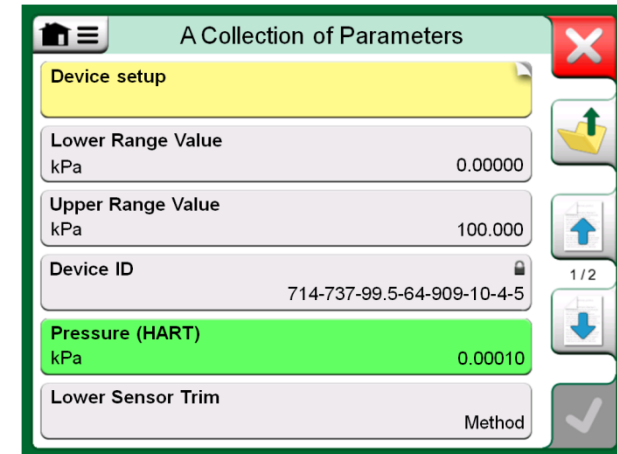 A Collection of Parameters
Device setup
Lower Range Value
kPa 0.00000
Upper Range Value
kPa 100.000
Device ID
714-737-99.5-64-909-10-4-5
1/2
Pressure (HART)
kPa 0.00010
Lower Sensor Trim
Method